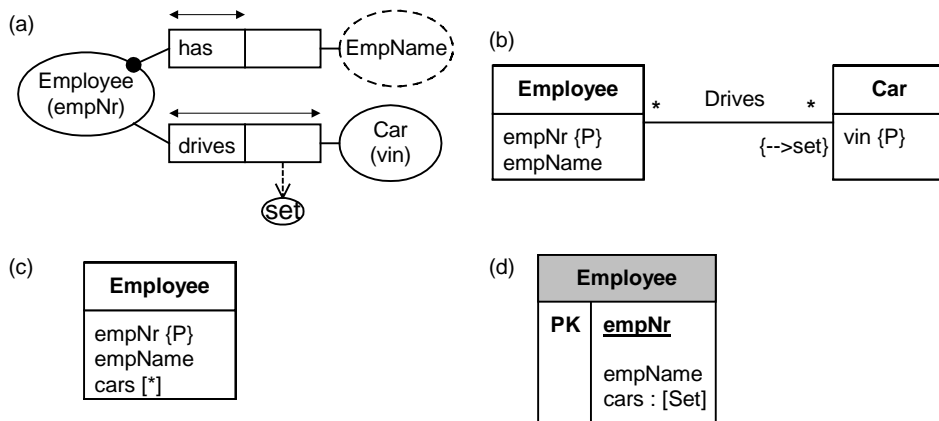 (a)
has
EmpName
Employee
(empNr)
drives
Car
(vin)
set
(b)
Employee
empNr {P}
empName
* Drives *
{-->set}
Car
vin {P}
(c)
Employee
empNr {P}
empName
cars [*]
(d)
Employee
PK empNr
empName
cars : [Set]